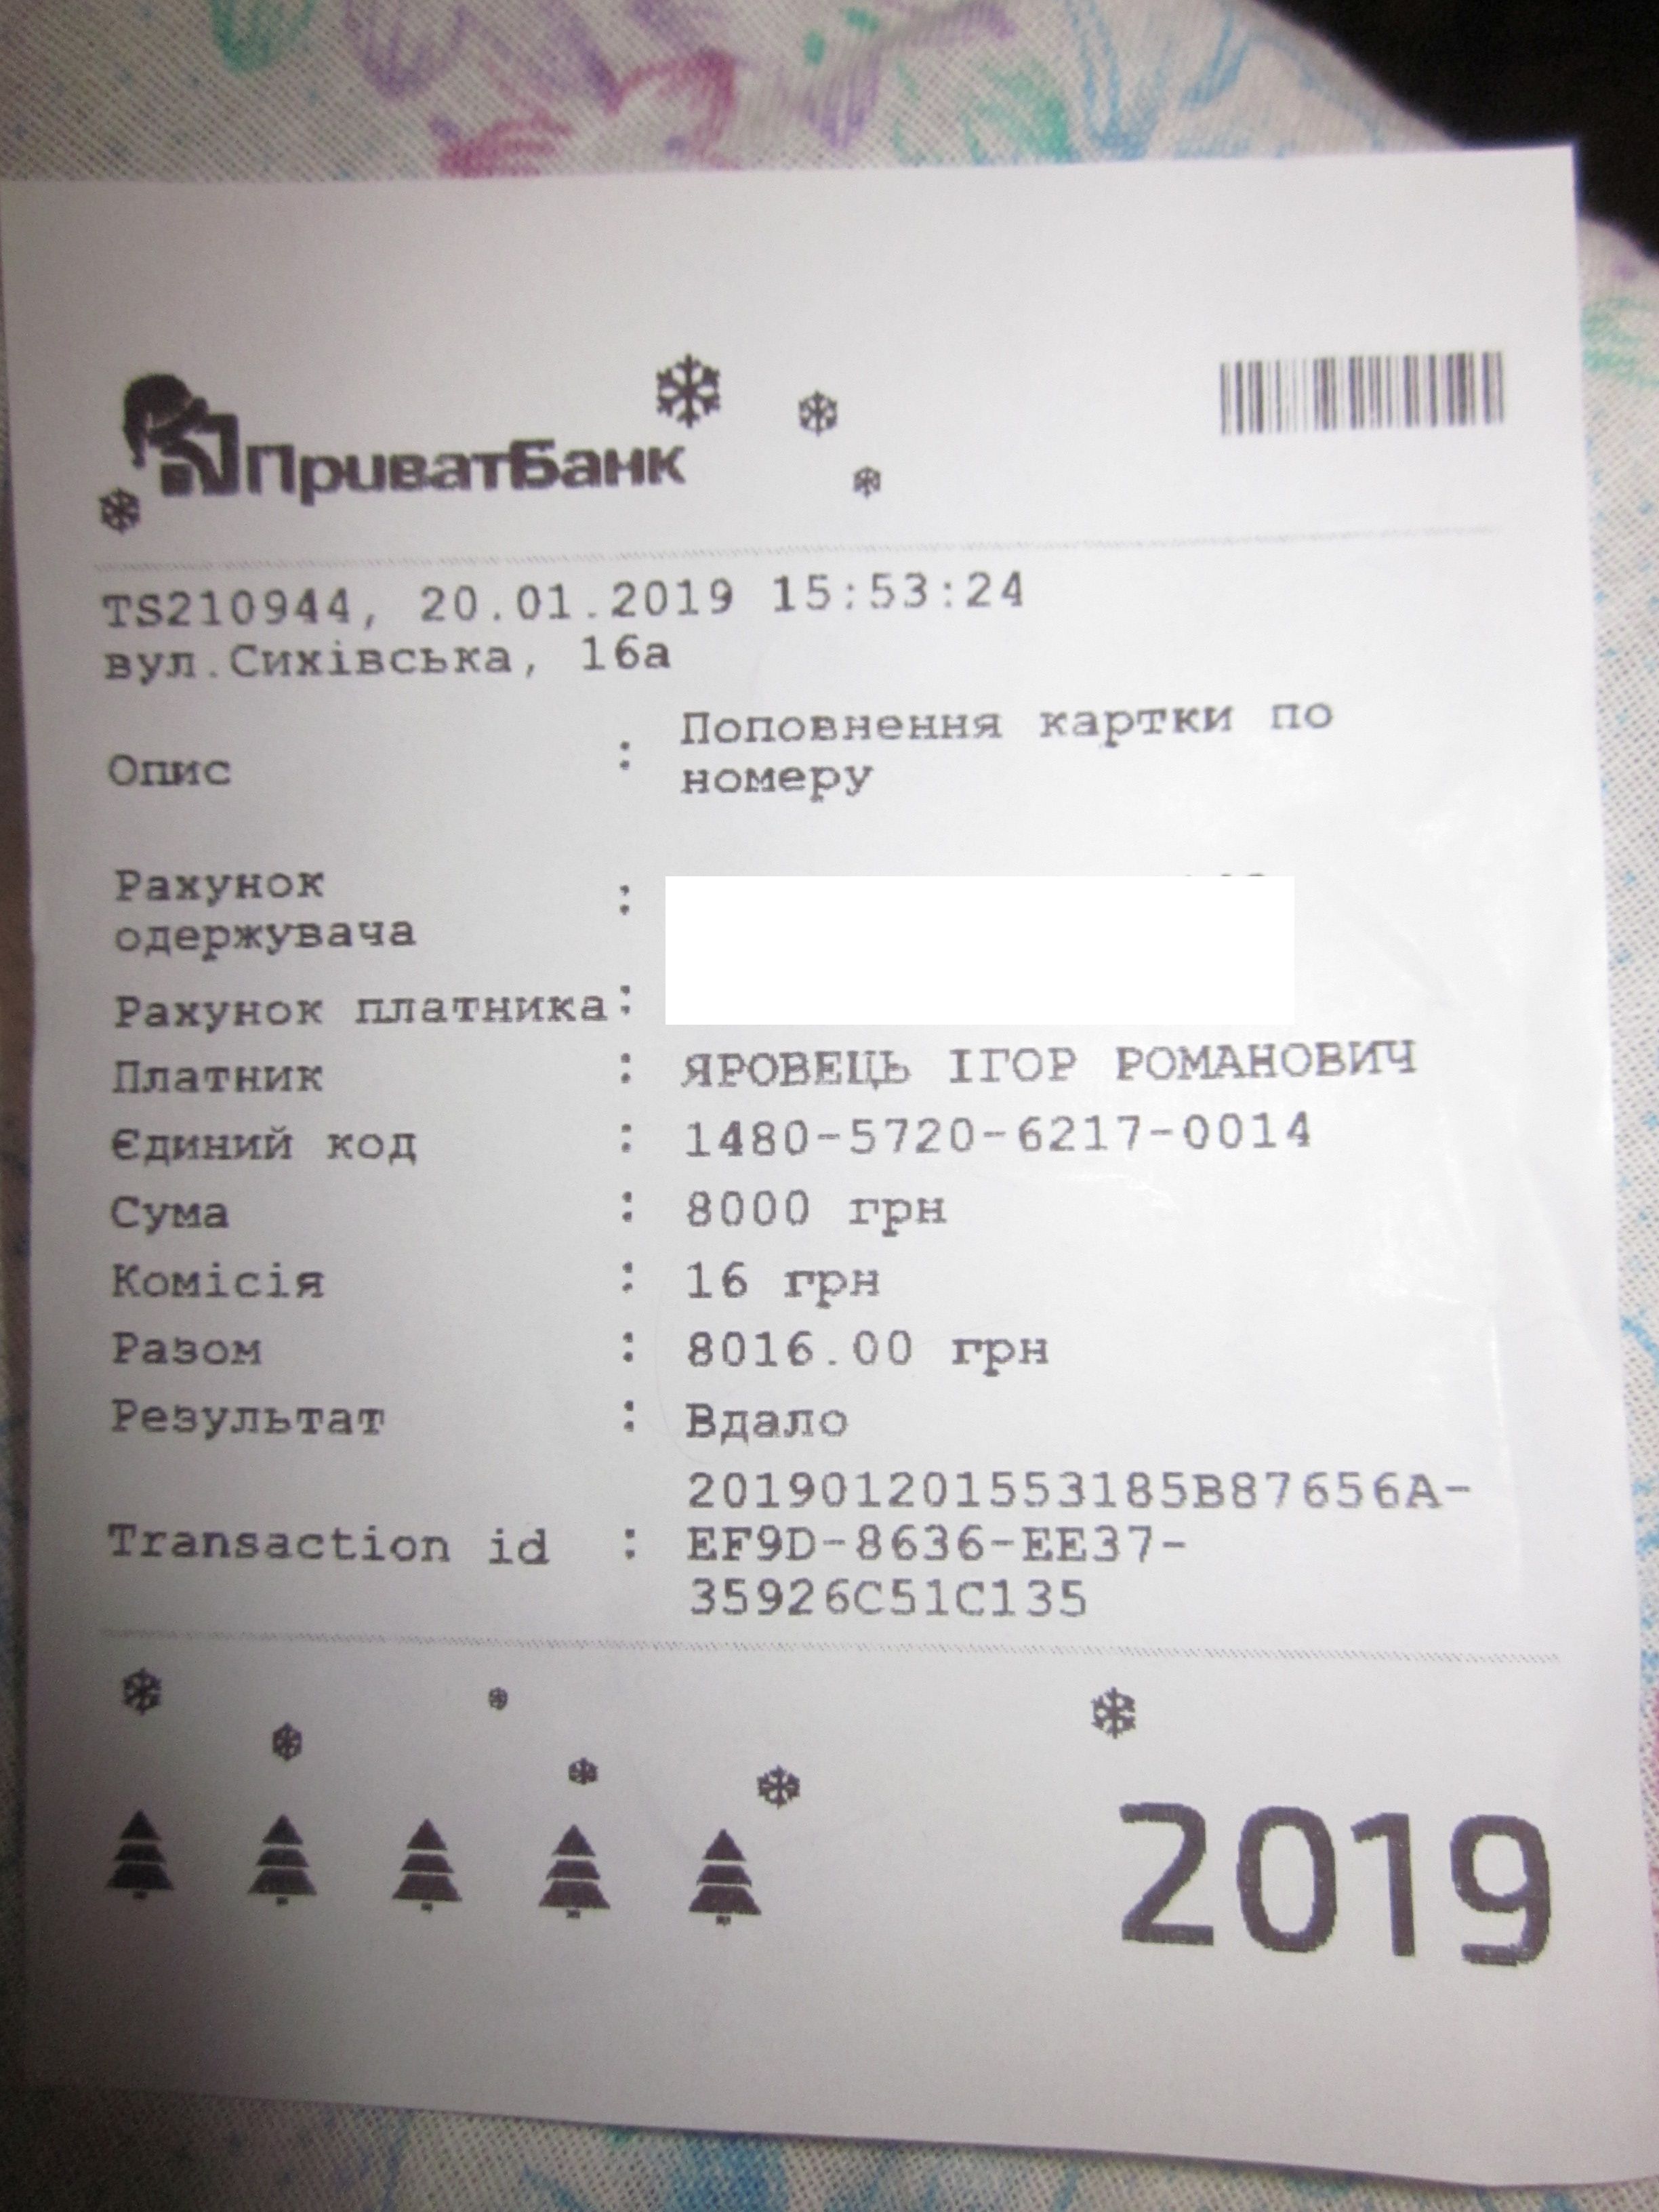 ПриватБанк
TS210944, 20.01.2019 15:53:24
вул.Сихівська, 16а
Опис : Поповнення картки по
номеру
Рахунок
одержувача :
Рахунок платника:
Платник : ЯРОВЕЦЬ ІГОР РОМАНОВИЧ
Єдиний код : 1480-5720-6217-0014
Сума : 8000 грн
Комісія : 16 грн
Разом : 8016.00 грн
Результат : Вдало
Transaction id : 201901201553185B87656A-
EF9D-8636-EE37-
35926C51C135
2019